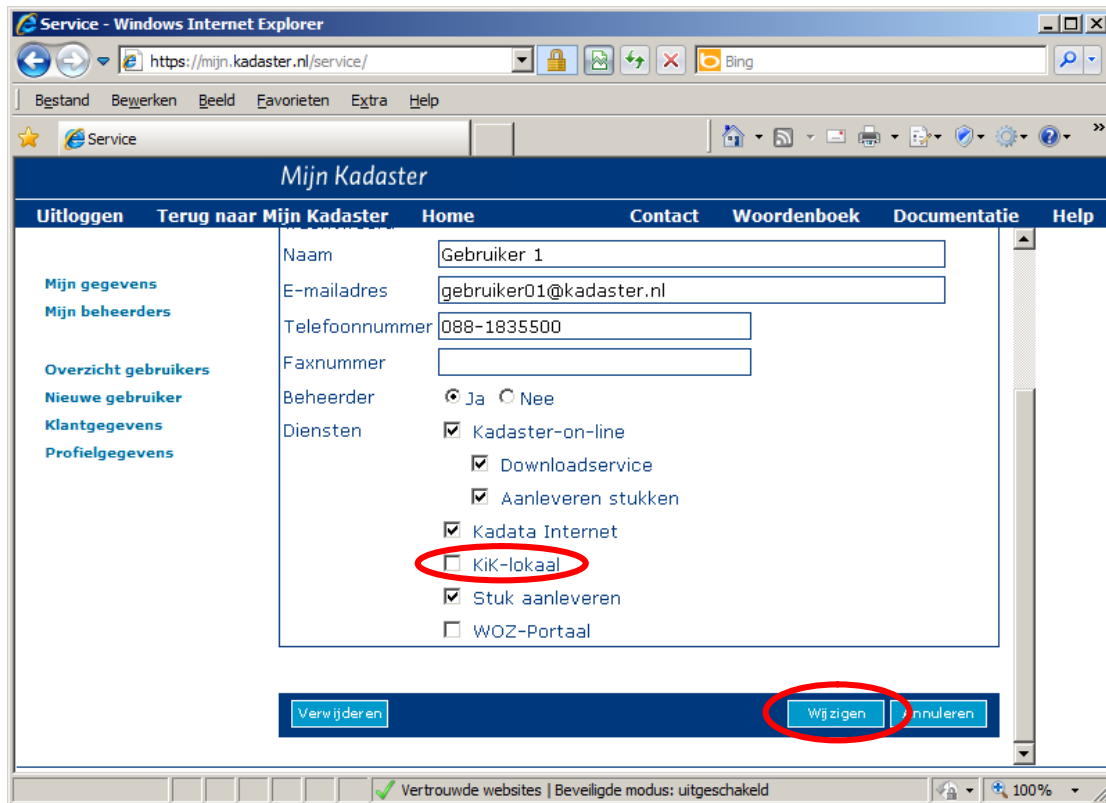 Service - Windows Internet Explorer
https://mijn.kadaster.nl/service/
Bing
Bestand Bewerken Beeld Favorieten Extra Help
Service
»
Mijn Kadaster
Uitloggen Terug naar Mijn Kadaster Home Contact Woordenboek Documentatie Help
Mijn gegevens
Mijn beheerders
Overzicht gebruikers
Nieuwe gebruiker
Klantgegevens
Profielgegevens
Naam Gebruiker 1
E-mailadres gebruiker01@kadaster.nl
Telefoonnummer 088-1835500
Faxnummer
Beheerder Ja Nee
Diensten Kadaster-on-line
Downloadservice
Aanleveren stukken
Kadata Internet
KiK-lokaal
Stuk aanleveren
WOZ-Portaal
Verwijderen Wijzigen Annuleren
Vertrouwde websites | Beveiligde modus: uitgeschakeld 100%